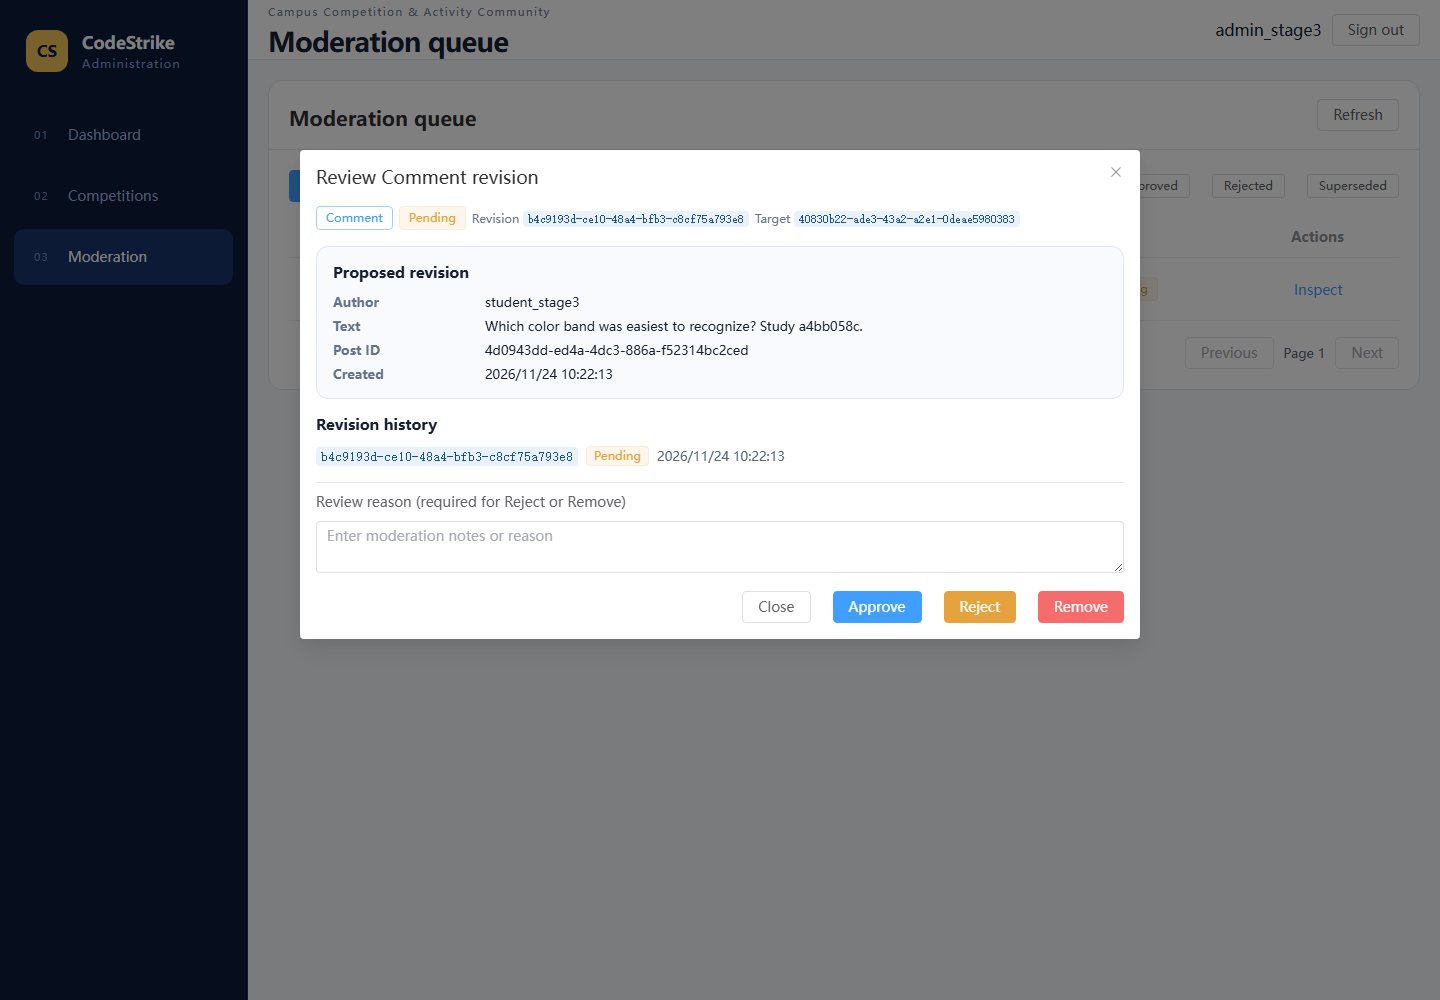 CS
CodeStrike
Administration
01 Dashboard
02 Competitions
03 Moderation
Campus Competition & Activity Community
Moderation queue
admin_stage3
Sign out
Moderation queue
Refresh
Rejected
Superseded
Actions
Inspect
Previous
Page 1
Next
Review Comment revision
Comment Pending Revision b4c9193d-ce10-48a4-bfb3-c8cf75a793e8 Target 40830b22-ade3-43a2-a2e1-0deae5980383
Proposed revision
Author student_stage3
Text Which color band was easiest to recognize? Study a4bb058c.
Post ID 4d0943dd-ed4a-4dc3-886a-f52314bc2ced
Created 2026/11/24 10:22:13
Revision history
b4c9193d-ce10-48a4-bfb3-c8cf75a793e8 Pending 2026/11/24 10:22:13
Review reason (required for Reject or Remove)
Enter moderation notes or reason
Close
Approve
Reject
Remove